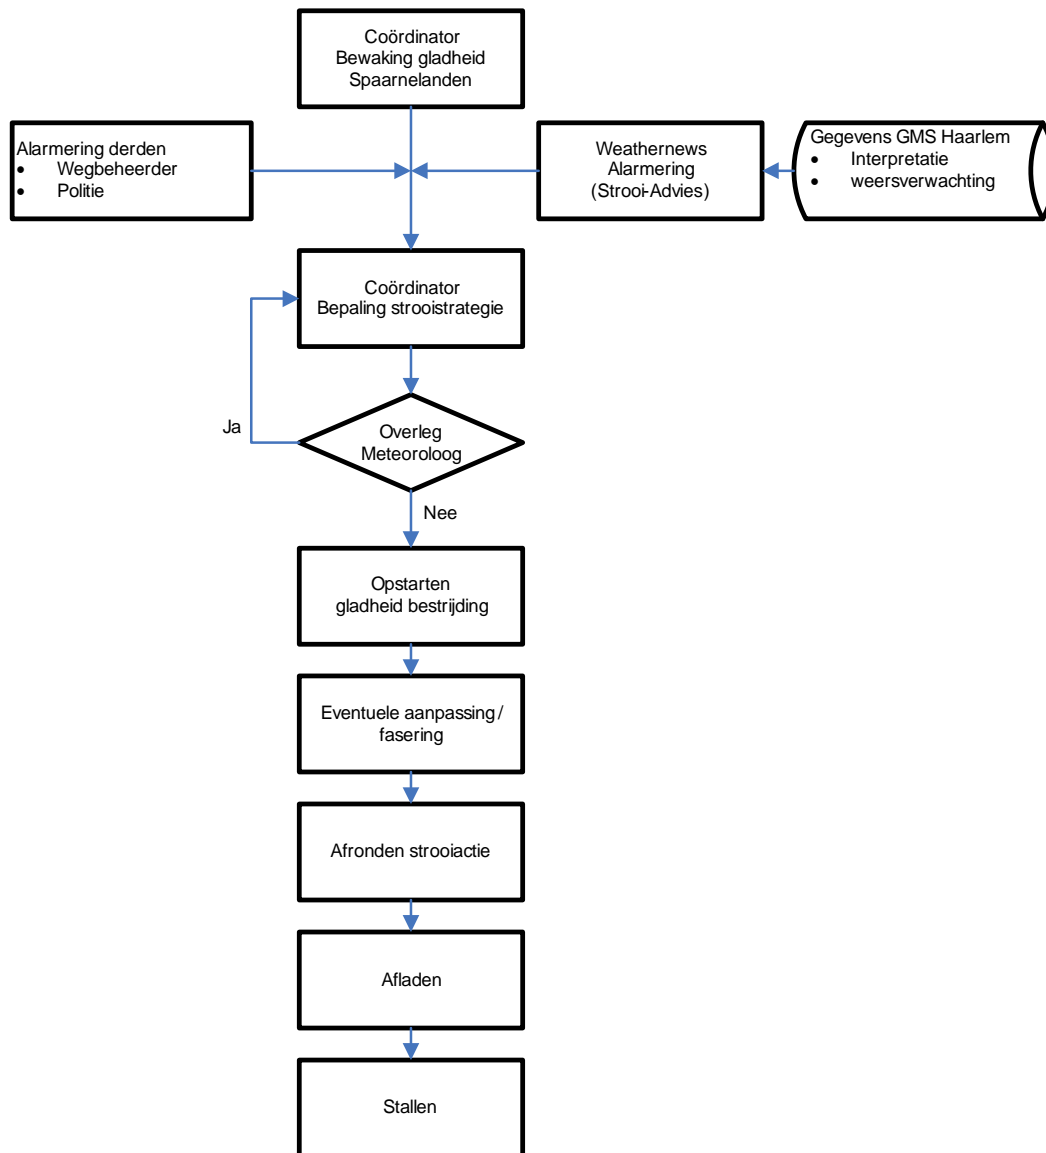 Coördinator
Bewaking gladheid
Spaarnelanden
Alarmering derden
• Wegbeheerder
• Politie
Weathernews
Alarmering
(Strooi-Advies)
Gegevens GMS Haarlem
• Interpretatie
• weersverwachting
Coördinator
Bepaling strooistrategie
Ja
Overleg
Meteoroloog
Nee
Opstarten
gladheid bestrijding
Eventuele aanpassing/
fasering
Afronden strooiactie
Afladen
Stallen